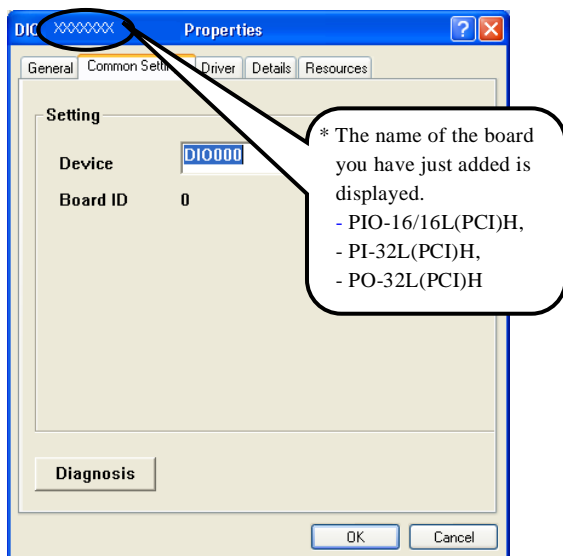 DIO XXXXXXX Properties
General Common Setti Driver Details Resources
Setting
Device DIO000
Board ID 0
* The name of the board
you have just added is
displayed.
- PIO-16/16L(PCI)H,
- PI-32L(PCI)H,
- PO-32L(PCI)H
Diagnosis
OK Cancel